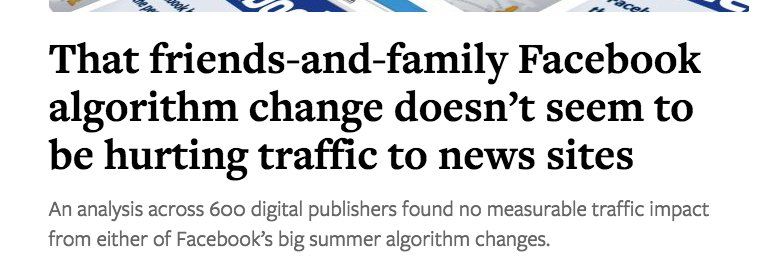 That friends-and-family Facebook
algorithm change doesn’t seem to
be hurting traffic to news sites
An analysis across 600 digital publishers found no measurable traffic impact
from either of Facebook’s big summer algorithm changes.